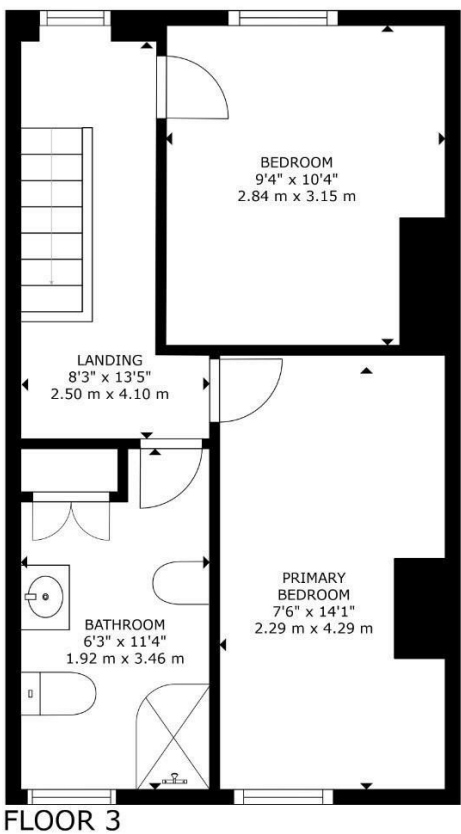 BEDROOM
9'4" x 10'4"
2.84 m x 3.15 m
LANDING
8'3" x 13'5"
2.50 m x 4.10 m
PRIMARY
BEDROOM
7'6" x 14'1"
2.29 m x 4.29 m
BATHROOM
6'3" x 11'4"
1.92 m x 3.46 m
FLOOR 3